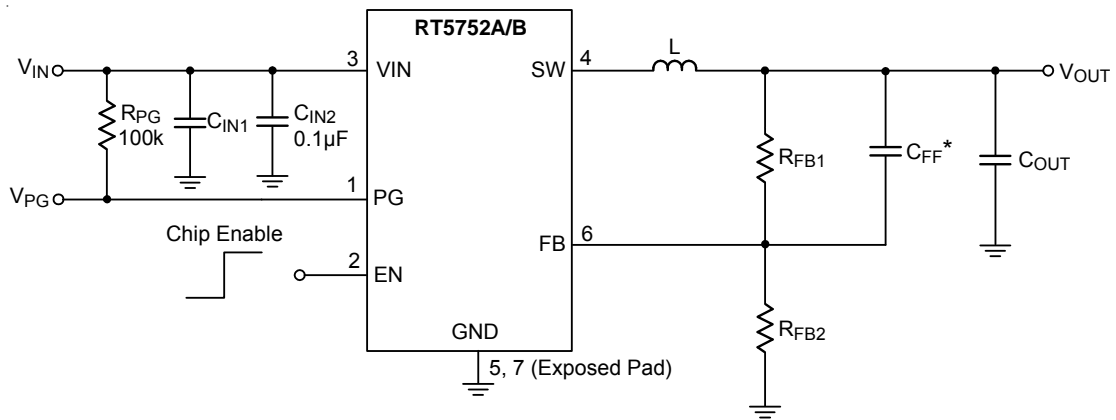 RT5752A/B
VIN
3
VIN
SW
4
L
VOUT
RPG
100k
CIN1
CIN2
0.1µF
RFB1
CFF*
COUT
VPG
1
PG
Chip Enable
FB
6
2
EN
RFB2
GND
5, 7 (Exposed Pad)